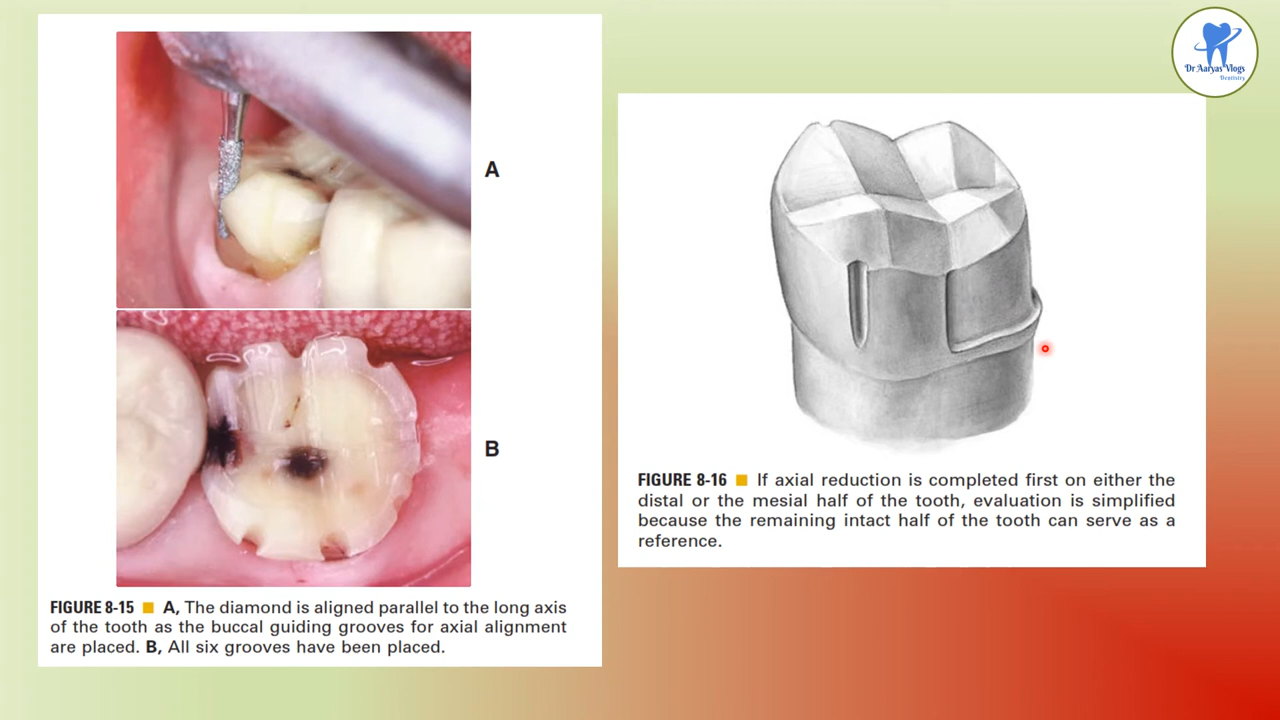 A
B
FIGURE 8-15 ■ A, The diamond is aligned parallel to the long axis
of the tooth as the buccal guiding grooves for axial alignment
are placed. B, All six grooves have been placed.
Dr Aaryas Vlogs
Dentistry
FIGURE 8-16 ■ If axial reduction is completed first on either the
distal or the mesial half of the tooth, evaluation is simplified
because the remaining intact half of the tooth can serve as a
reference.